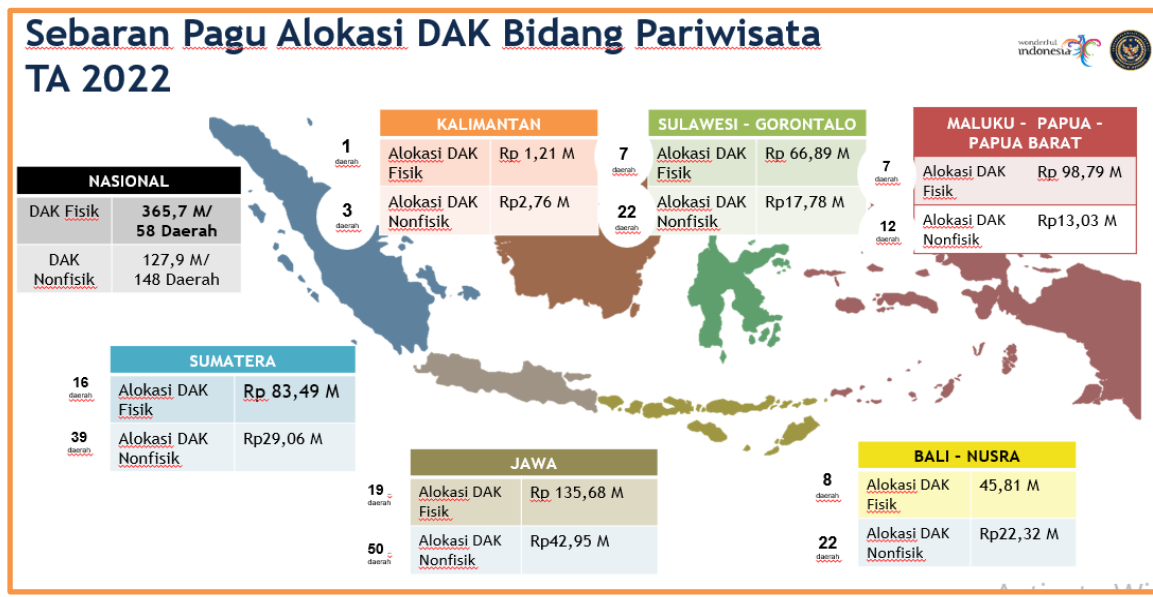 Sebaran Pagu Alokasi DAK Bidang Pariwisata
TA 2022
wonderful
indonesia
NASIONAL
DAK Fisik
365,7 M/
58 Daerah
DAK
Nonfisik
127,9 M/
148 Daerah
KALIMANTAN
1
daerah
Alokasi DAK
Fisik
Rp 1,21 M
3
daerah
Alokasi DAK
Nonfisik
Rp2,76 M
SULAWESI - GORONTALO
7
daerah
Alokasi DAK
Fisik
Rp 66,89 M
22
daerah
Alokasi DAK
Nonfisik
Rp17,78 M
MALUKU - PAPUA -
PAPUA BARAT
7
daerah
Alokasi DAK
Fisik
Rp 98,79 M
12
daerah
Alokasi DAK
Nonfisik
Rp13,03 M
SUMATERA
16
daerah
Alokasi DAK
Fisik
Rp 83,49 M
39
daerah
Alokasi DAK
Nonfisik
Rp29,06 M
JAWA
19
daerah
Alokasi DAK
Fisik
Rp 135,68 M
50
daerah
Alokasi DAK
Nonfisik
Rp42,95 M
BALI - NUSRA
8
daerah
Alokasi DAK
Fisik
45,81 M
22
daerah
Alokasi DAK
Nonfisik
Rp22,32 M